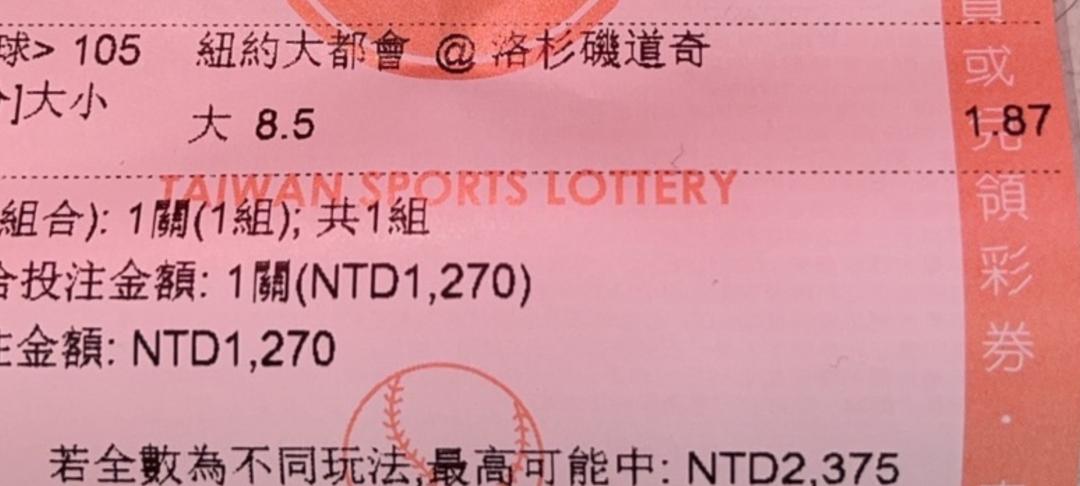 球> 105 紐約大都會 @ 洛杉磯道奇
]大小
大 8.5 1.87
TAIWAN SPORTS LOTTERY
組合): 1關(1組); 共1組
投注金額: 1關(NTD1,270)
金額: NTD1,270
若全數為不同玩法,最高可能中: NTD2,375
或兌領彩券・